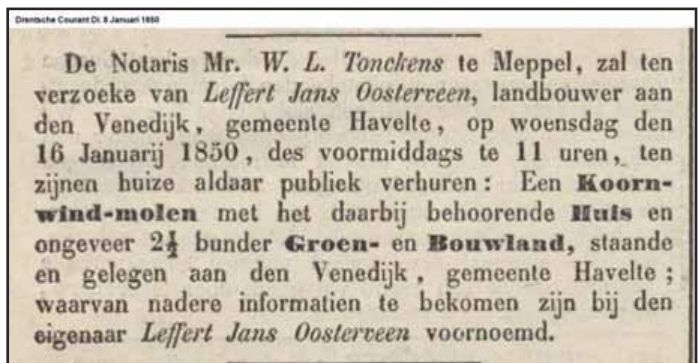 Drentsche Courant Di. 8 Januari 1850
De Notaris Mr. W. L. Tonckens te Meppel, zal ten
verzoeke van Leffert Jans Oosterveen, landbouwer aan
den Venedijk, gemeente Havelte, op woensdag den
16 Januarij 1850, des voormiddags te 11 uren, ten
zijnen huize aldaar publiek verhuren: Een Koorn-
wind-molen met het daarbij behoorende Huis en
ongeveer 2½ bunder Groen- en Bouwland, staande
en gelegen aan den Venedijk, gemeente Havelte;
waarvan nadere informatien te bekomen zijn bij den
eigenaar Leffert Jans Oosterveen voornoemd.